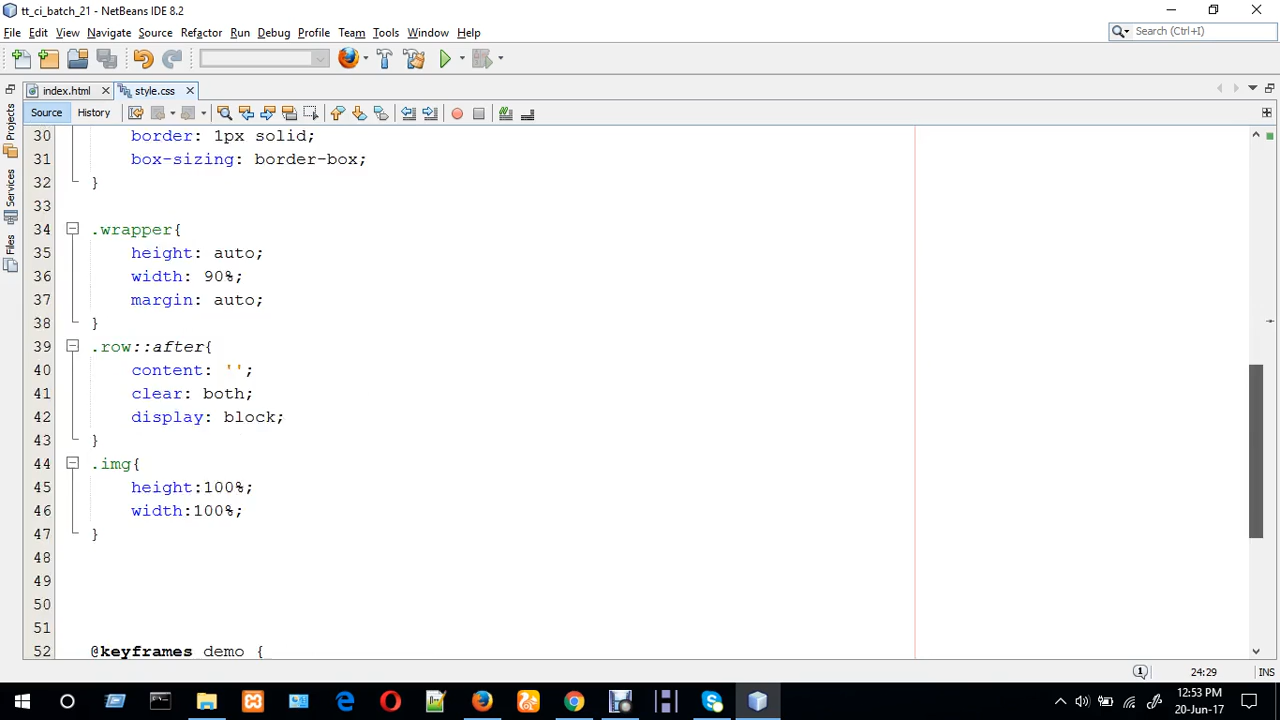 tt_ci_batch_21 - NetBeans IDE 8.2
File Edit View Navigate Source Refactor Run Debug Profile Team Tools Window Help
Search (Ctrl+I)
index.html style.css
Source History
Projects
Services
Files
30 border: 1px solid;
31 box-sizing: border-box;
32 }
33
34 .wrapper{
35 height: auto;
36 width: 90%;
37 margin: auto;
38 }
39 .row::after{
40 content: '';
41 clear: both;
42 display: block;
43 }
44 .img{
45 height:100%;
46 width:100%;
47 }
48
49
50
51
52 @keyframes demo {
24:29 INS
12:53 PM
20-Jun-17